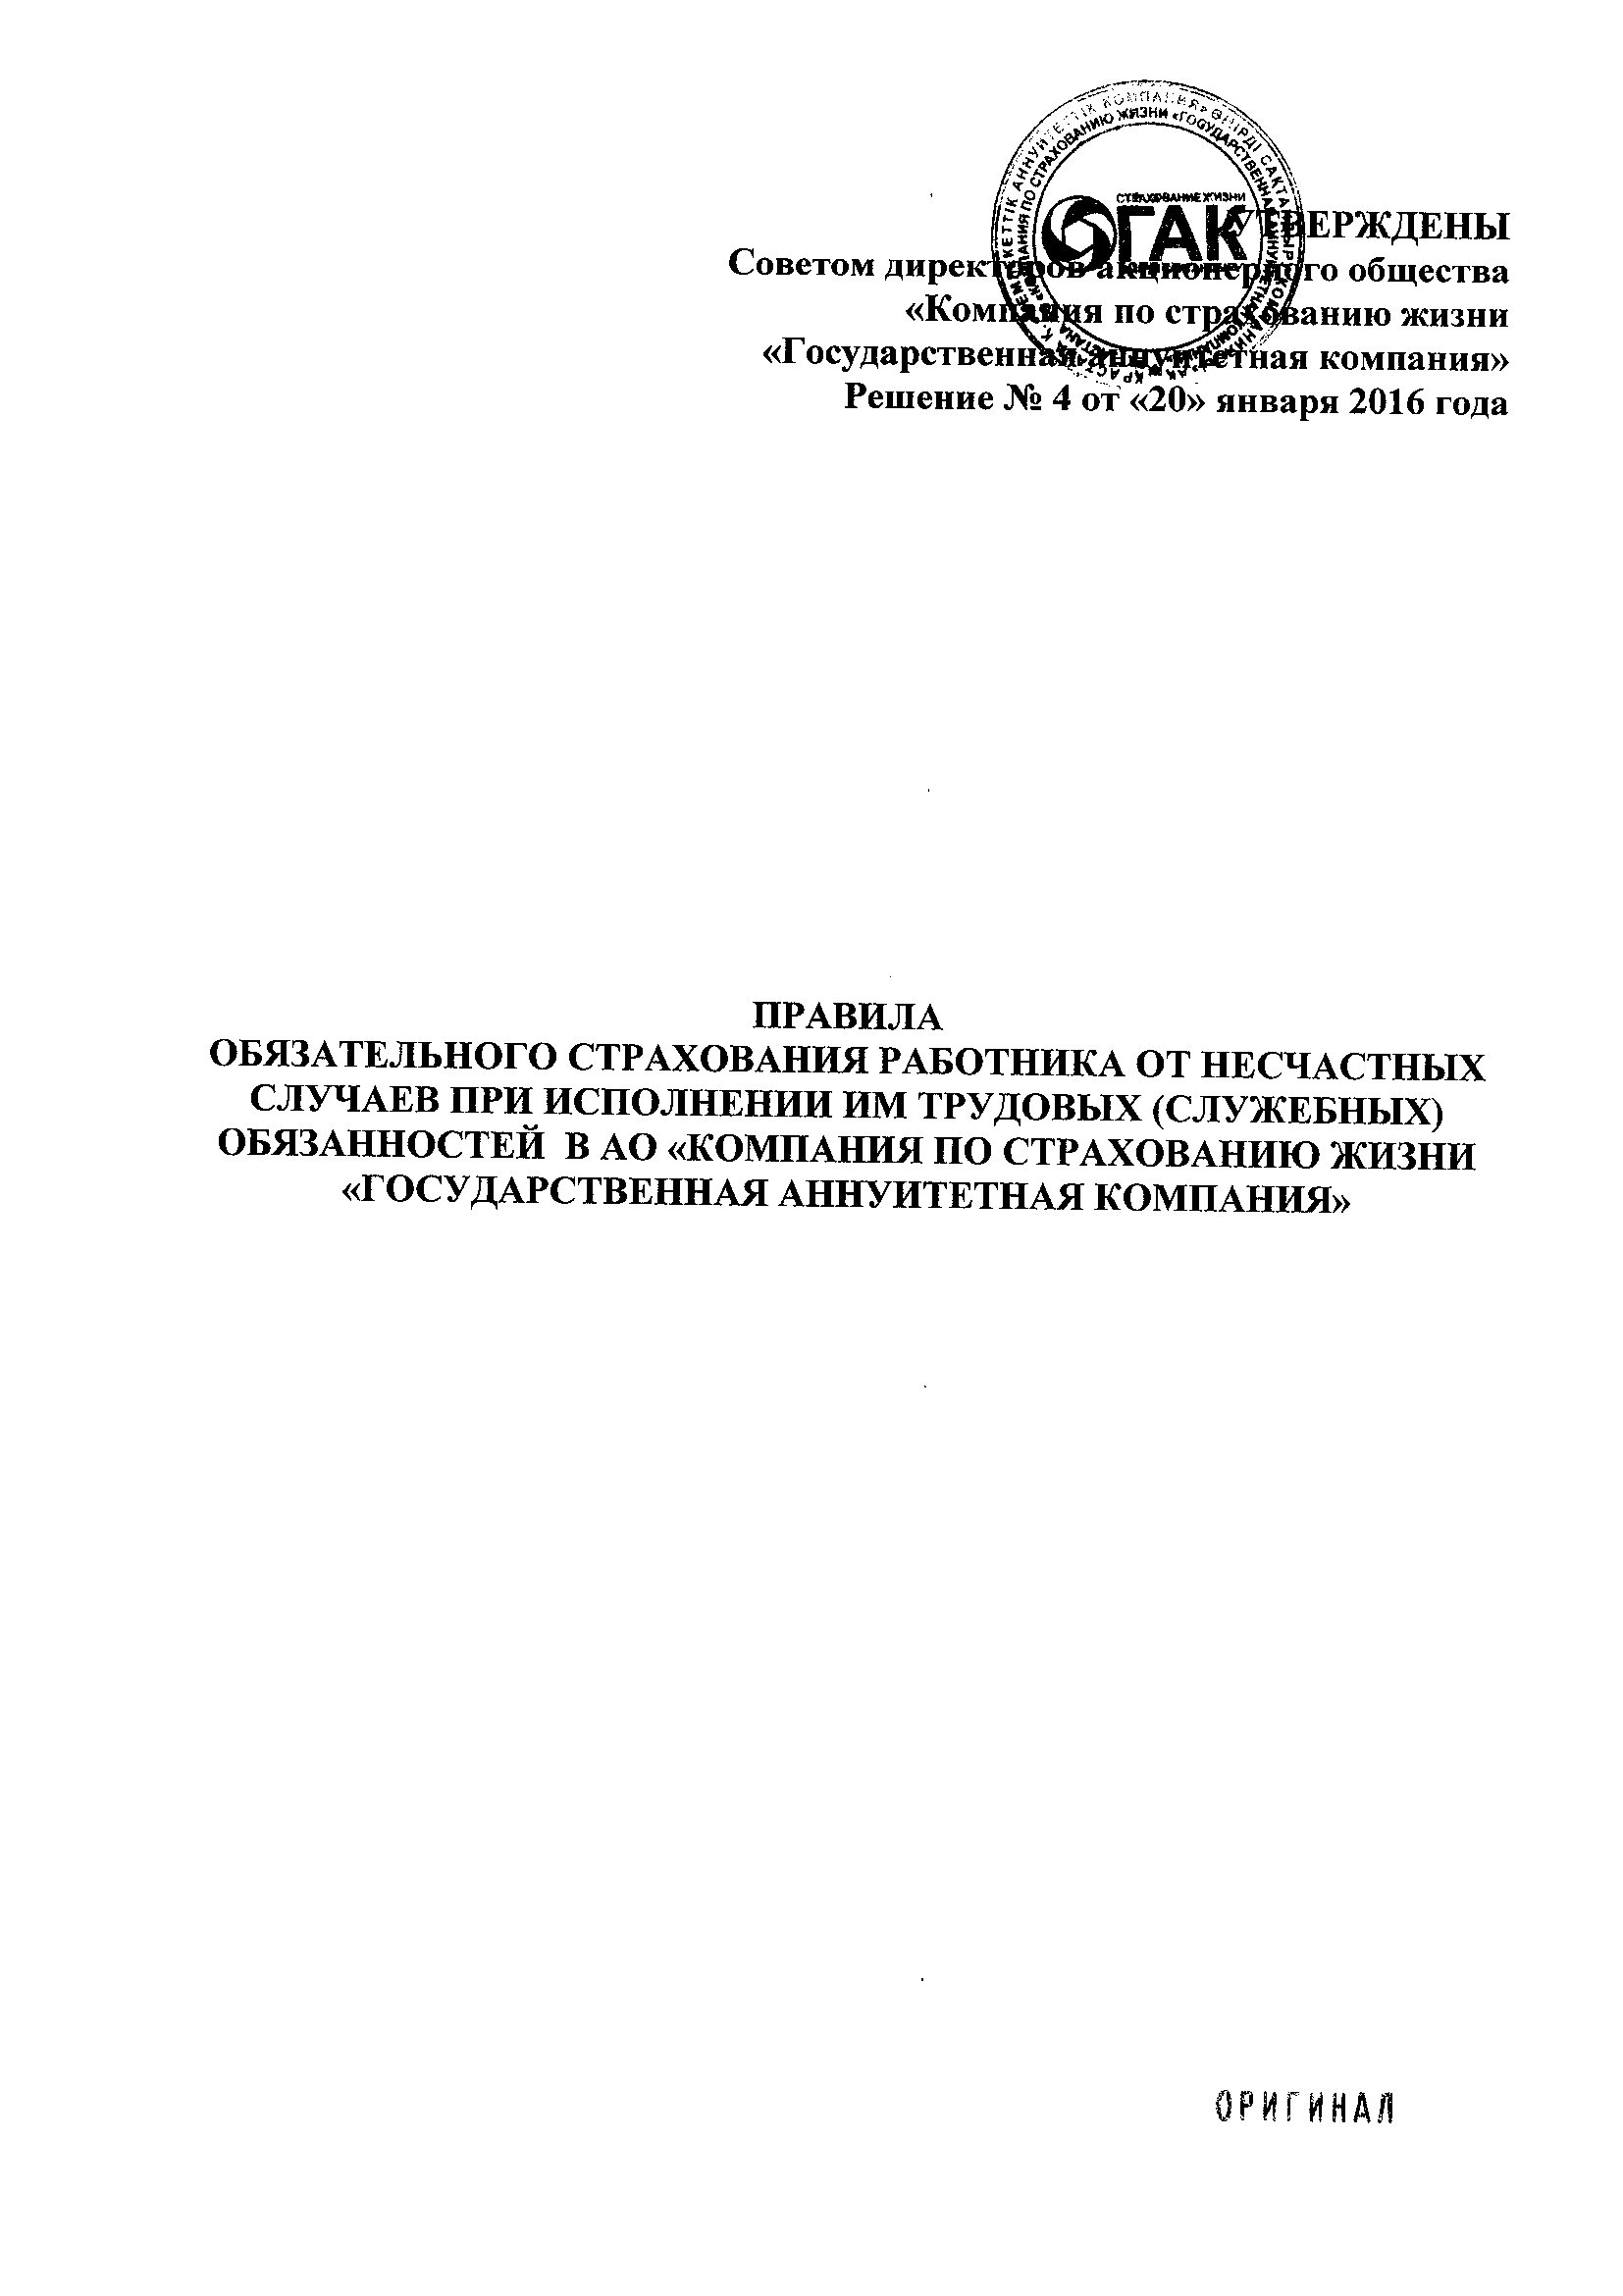 СТРАХОВАНИЕ ЖИЗНИ
ГАК
УТВЕРЖДЕНЫ
Советом директоров акционерного общества
«Компания по страхованию жизни
«Государственная аннуитетная компания»
Решение № 4 от «20» января 2016 года
ПРАВИЛА
ОБЯЗАТЕЛЬНОГО СТРАХОВАНИЯ РАБОТНИКА ОТ НЕСЧАСТНЫХ
СЛУЧАЕВ ПРИ ИСПОЛНЕНИИ ИМ ТРУДОВЫХ (СЛУЖЕБНЫХ)
ОБЯЗАННОСТЕЙ В АО «КОМПАНИЯ ПО СТРАХОВАНИЮ ЖИЗНИ
«ГОСУДАРСТВЕННАЯ АННУИТЕТНАЯ КОМПАНИЯ»
ОРИГИНАЛ